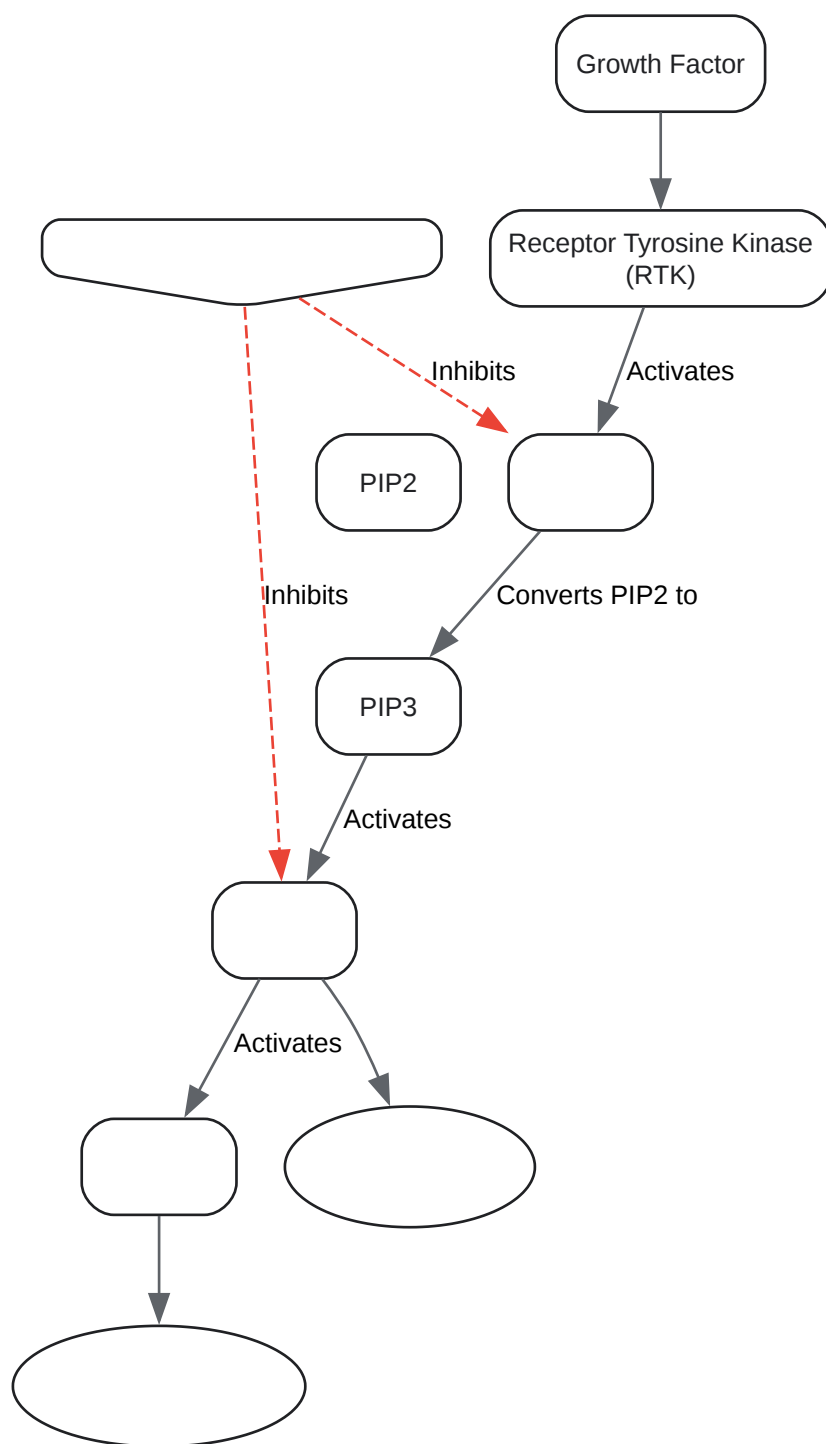 Growth Factor
Receptor Tyrosine Kinase
(RTK)
Inhibits
Activates
PIP2
Inhibits
Converts PIP2 to
PIP3
Activates
Activates